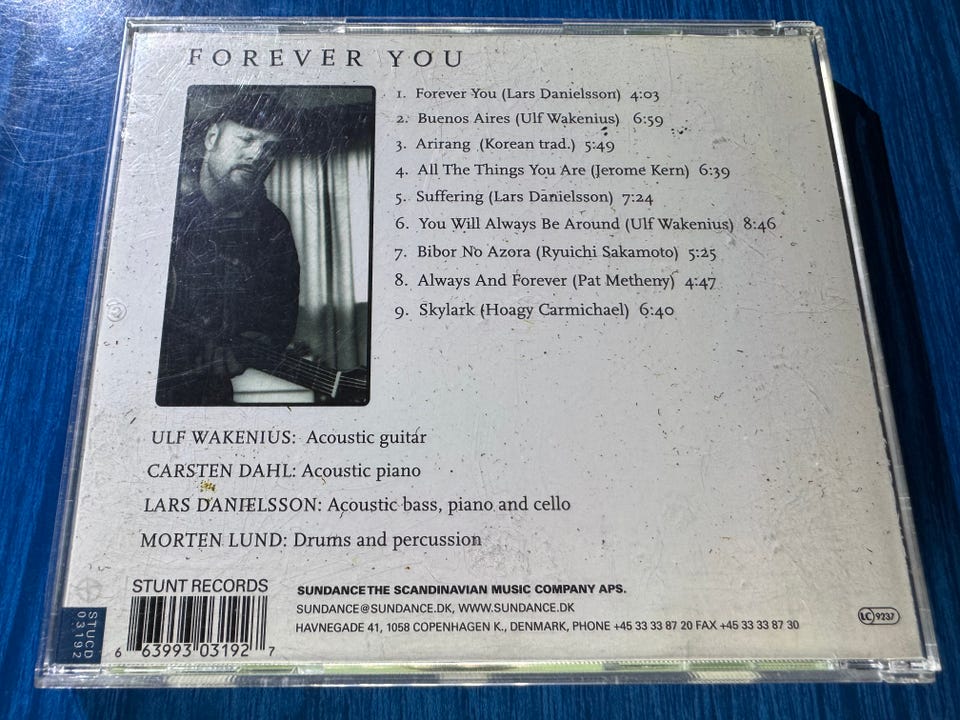 FOREVER YOU
1. Forever You (Lars Danielsson) 4:03
2. Buenos Aires (Ulf Wakenius) 6:59
3. Arirang (Korean trad.) 5:49
4. All The Things You Are (Jerome Kern) 6:39
5. Suffering (Lars Danielsson) 7:24
6. You Will Always Be Around (Ulf Wakenius) 8:46
7. Bibor No Azora (Ryuichi Sakamoto) 5:25
8. Always And Forever (Pat Metheny) 4:47
9. Skylark (Hoagy Carmichael) 6:40
ULF WAKENIUS: Acoustic guitar
CARSTEN DAHL: Acoustic piano
LARS DANIELSSON: Acoustic bass, piano and cello
MORTEN LUND: Drums and percussion
STUNT RECORDS
SUNDANCE THE SCANDINAVIAN MUSIC COMPANY APS.
SUNDANCE@SUNDANCE.DK, WWW.SUNDANCE.DK
HAVNEGADE 41, 1058 COPENHAGEN K., DENMARK, PHONE +45 33 33 87 20 FAX +45 33 33 87 30
STUCD
03192
6 63993 03192 7
LC 9237